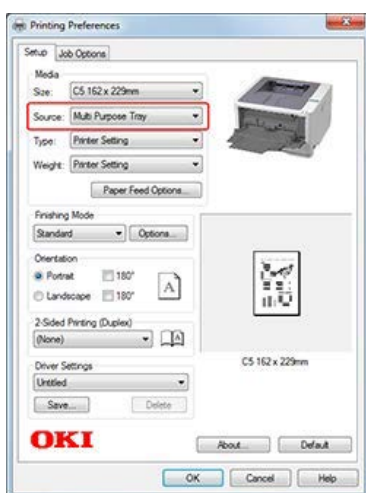 Printing Preferences
Setup Job Options
Media
Size: C5 162 x 229mm
Source: Multi Purpose Tray
Type: Printer Setting
Weight: Printer Setting
Paper Feed Options...
Finishing Mode
Standard Options...
Orientation
Portrait 180°
Landscape 180°
A
2-Sided Printing (Duplex)
(None)
A
C5 162 x 229mm
Driver Settings
Untitled
Save... Delete
OKI
About... Default
OK Cancel Help